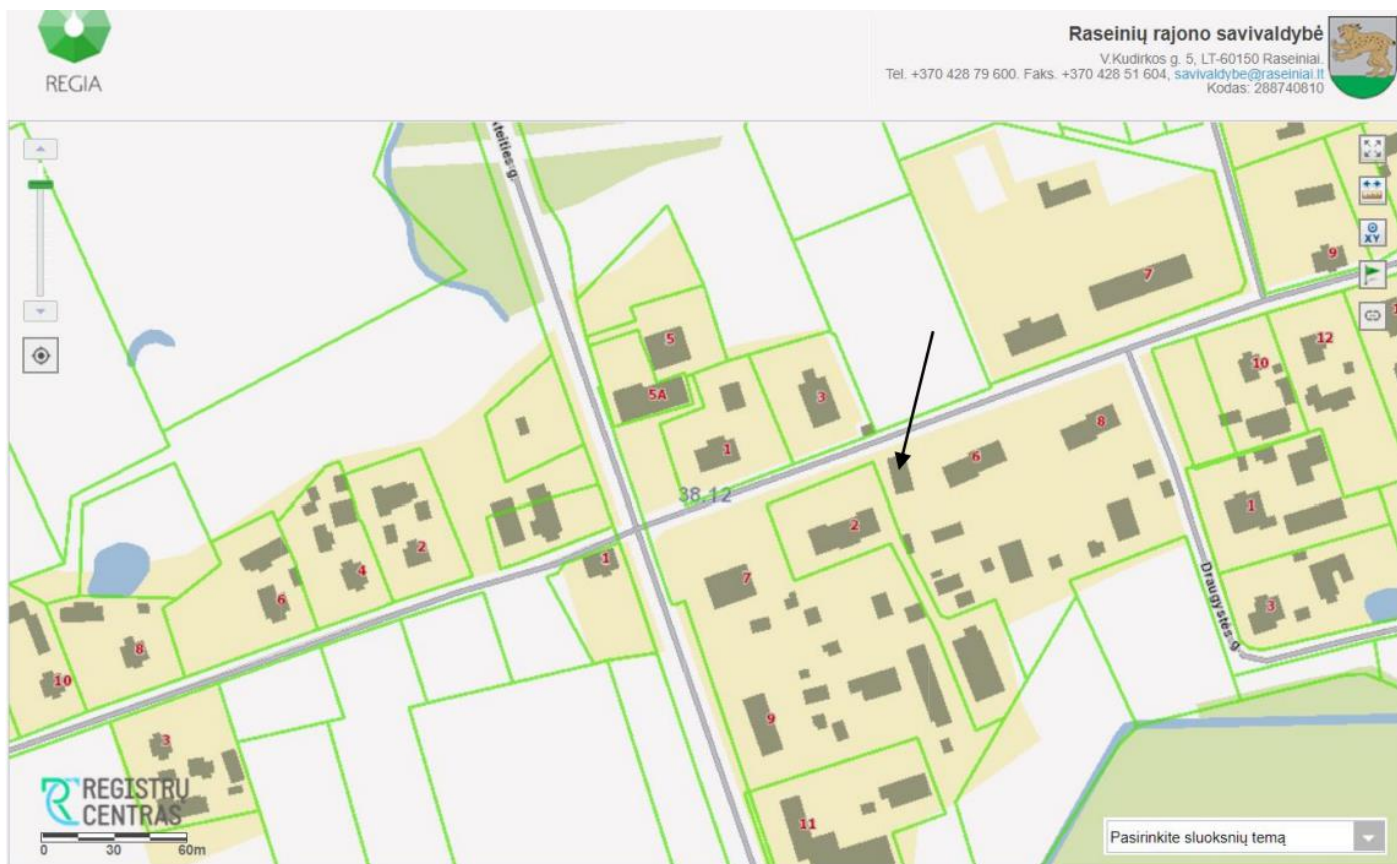 REGIA
Raseinių rajono savivaldybė
V.Kudirkos g. 5, LT-60150 Raseiniai.
Tel. +370 428 79 600. Faks. +370 428 51 604, savivaldybe@raseiniai.lt
Kodas: 288740810
Ateities g.
XY
7
9
5
5A
1
3
10
12
8
6
38.12
2
1
2
4
1
7
6
Draugystės g.
3
8
10
9
3
11
REGISTRŲ
CENTRAS
0 30 60m
Pasirinkite sluoksnių temą